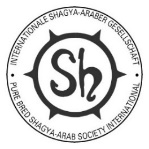 INTERNATIONALE SHAGYA-ARABER GESELLSCHAFT
Sh
PURE BRED SHAGYA-ARAB SOCIETY INTERNATIONAL